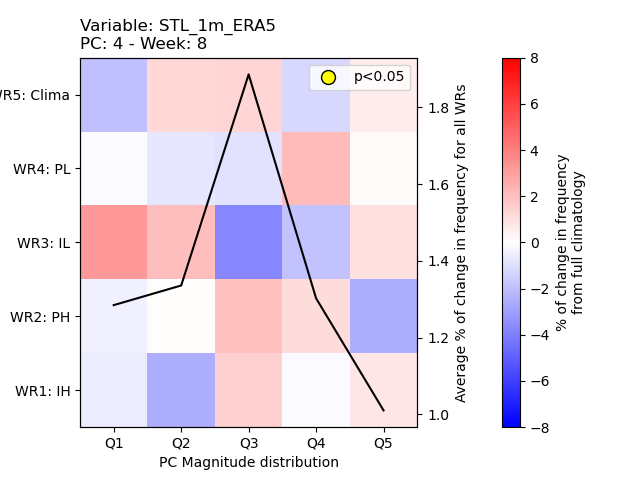 Variable: STL_1m_ERA5
PC: 4 - Week: 8
p<0.05
WR5: Clima
WR4: PL
WR3: IL
WR2: PH
WR1: IH
Q1 Q2 Q3 Q4 Q5
PC Magnitude distribution
1.8
1.6
1.4
1.2
1.0
Average % of change in frequency for all WRs
8
6
4
2
0
−2
−4
−6
−8
% of change in frequency
from full climatology